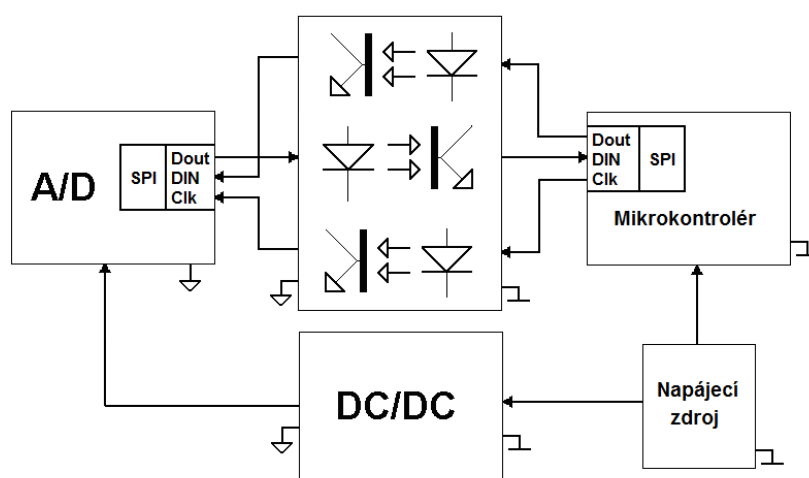 A/D
SPI
Dout
DIN
Clk
Dout
DIN
Clk
SPI
Mikrokontrolér
DC/DC
Napájecí
zdroj